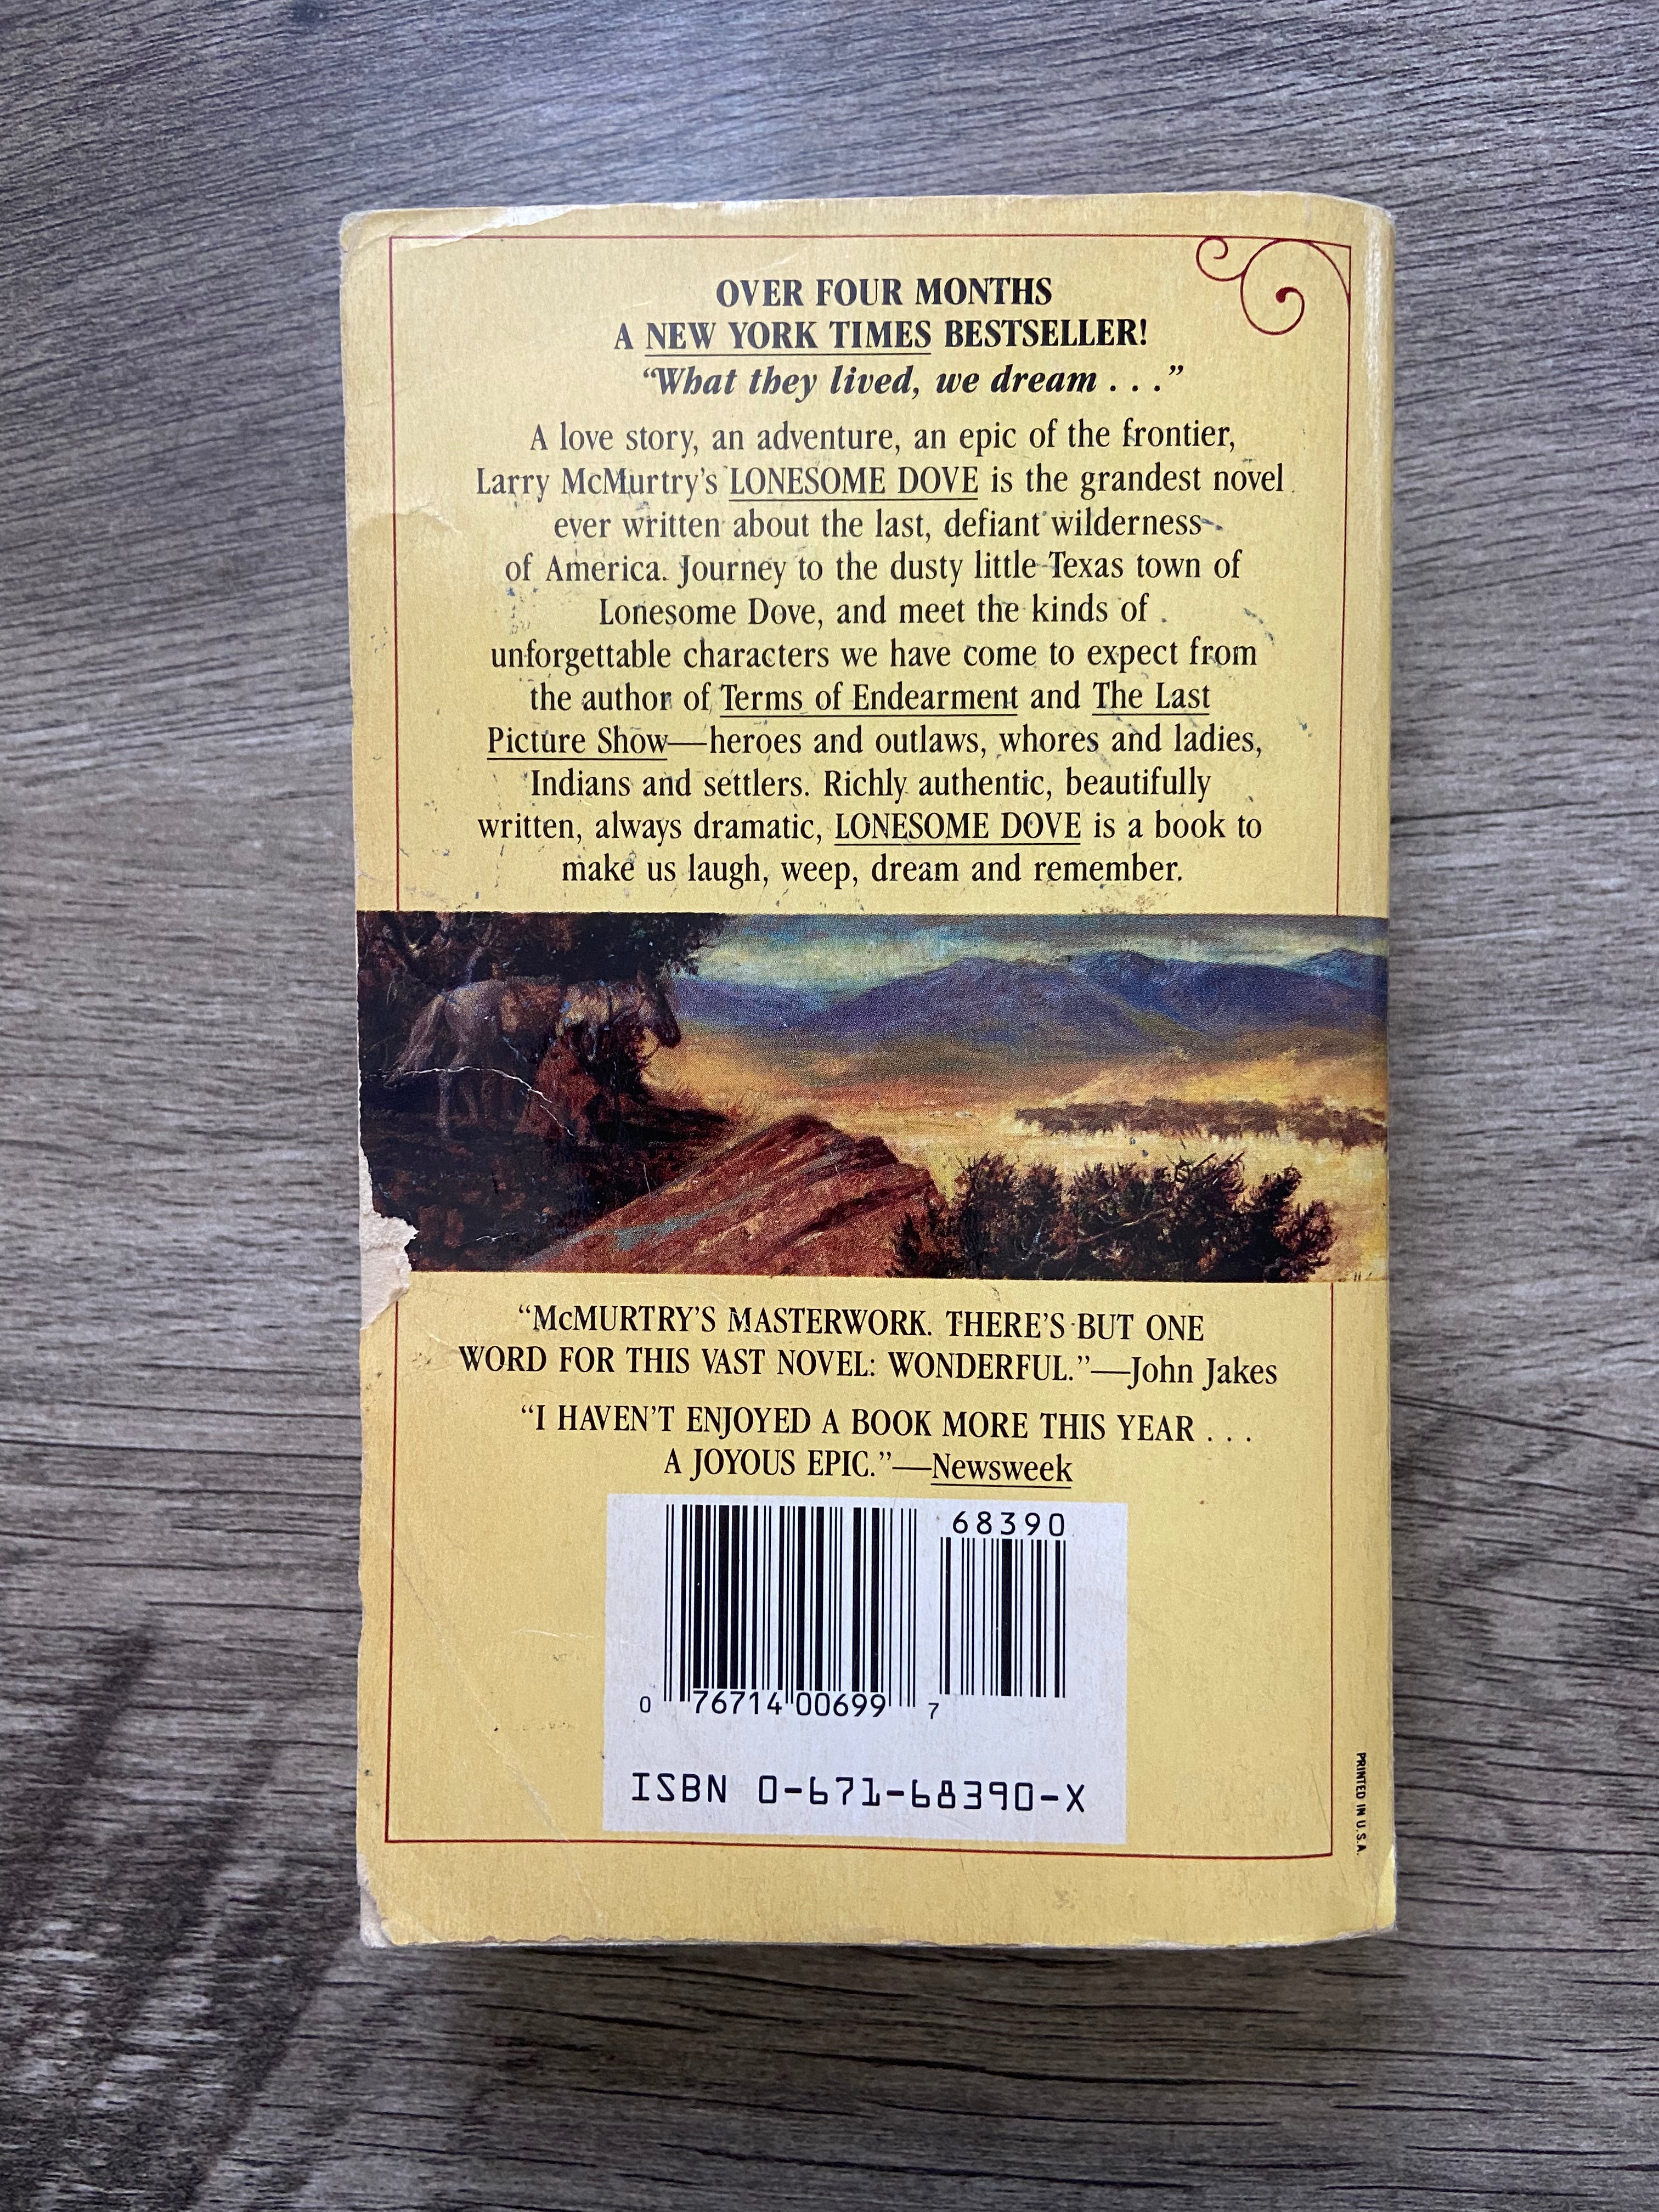 OVER FOUR MONTHS
A NEW YORK TIMES BESTSELLER!
“What they lived, we dream . . .”
A love story, an adventure, an epic of the frontier,
Larry McMurtry’s LONESOME DOVE is the grandest novel
ever written about the last, defiant wilderness
of America. Journey to the dusty little Texas town of
Lonesome Dove, and meet the kinds of
unforgettable characters we have come to expect from
the author of Terms of Endearment and The Last
Picture Show—heroes and outlaws, whores and ladies,
Indians and settlers. Richly authentic, beautifully
written, always dramatic, LONESOME DOVE is a book to
make us laugh, weep, dream and remember.
“McMURTRY’S MASTERWORK. THERE’S BUT ONE
WORD FOR THIS VAST NOVEL: WONDERFUL.”—John Jakes
“I HAVEN’T ENJOYED A BOOK MORE THIS YEAR . . .
A JOYOUS EPIC.”—Newsweek
68390
0 76714 00699 7
ISBN 0-671-68390-X
PRINTED IN U.S.A.